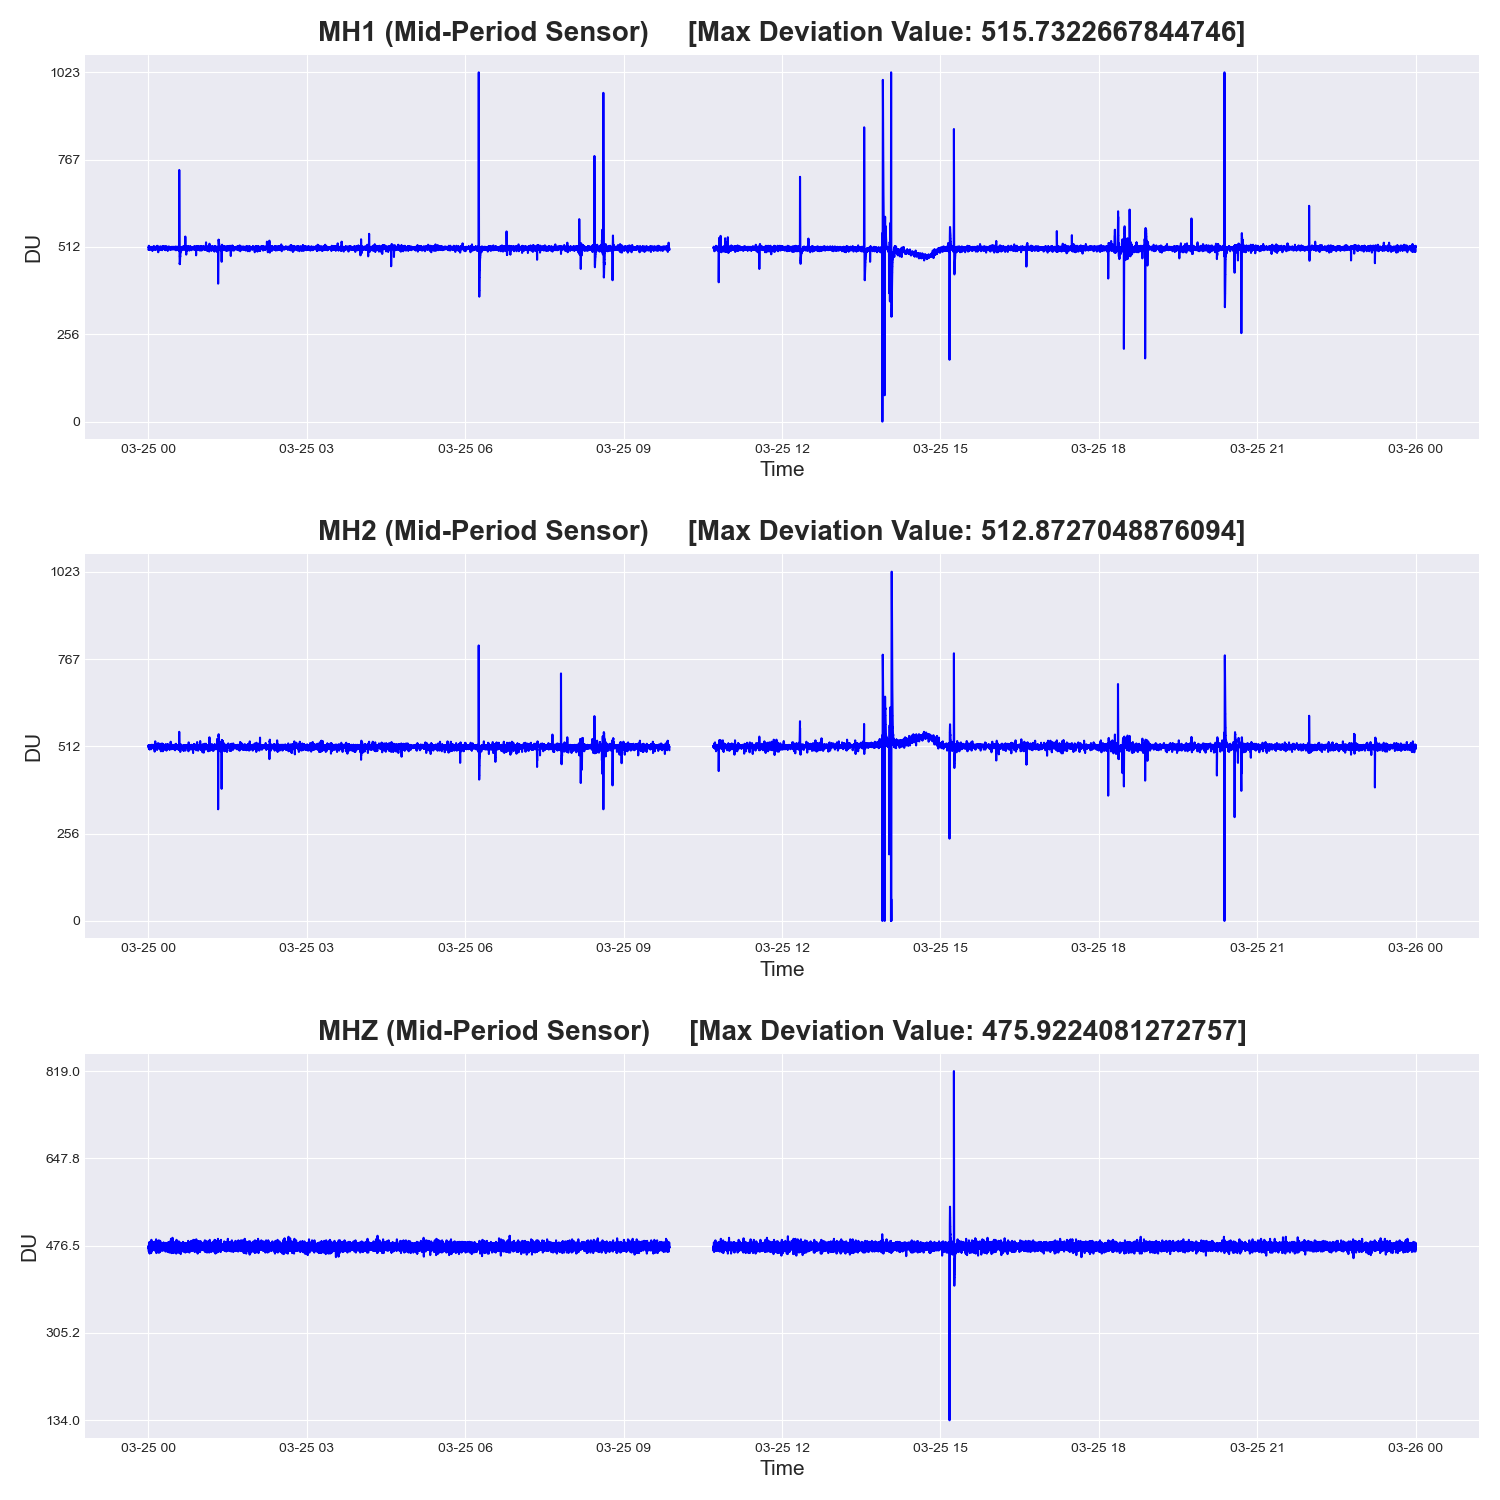 MH1 (Mid-Period Sensor) [Max Deviation Value: 515.7322667844746]
1023
767
512
256
0
DU
03-25 00 03-25 03 03-25 06 03-25 09 03-25 12 03-25 15 03-25 18 03-25 21 03-26 00
Time
MH2 (Mid-Period Sensor) [Max Deviation Value: 512.8727048876094]
1023
767
512
256
0
DU
03-25 00 03-25 03 03-25 06 03-25 09 03-25 12 03-25 15 03-25 18 03-25 21 03-26 00
Time
MHZ (Mid-Period Sensor) [Max Deviation Value: 475.9224081272757]
819.0
647.8
476.5
305.2
134.0
DU
03-25 00 03-25 03 03-25 06 03-25 09 03-25 12 03-25 15 03-25 18 03-25 21 03-26 00
Time